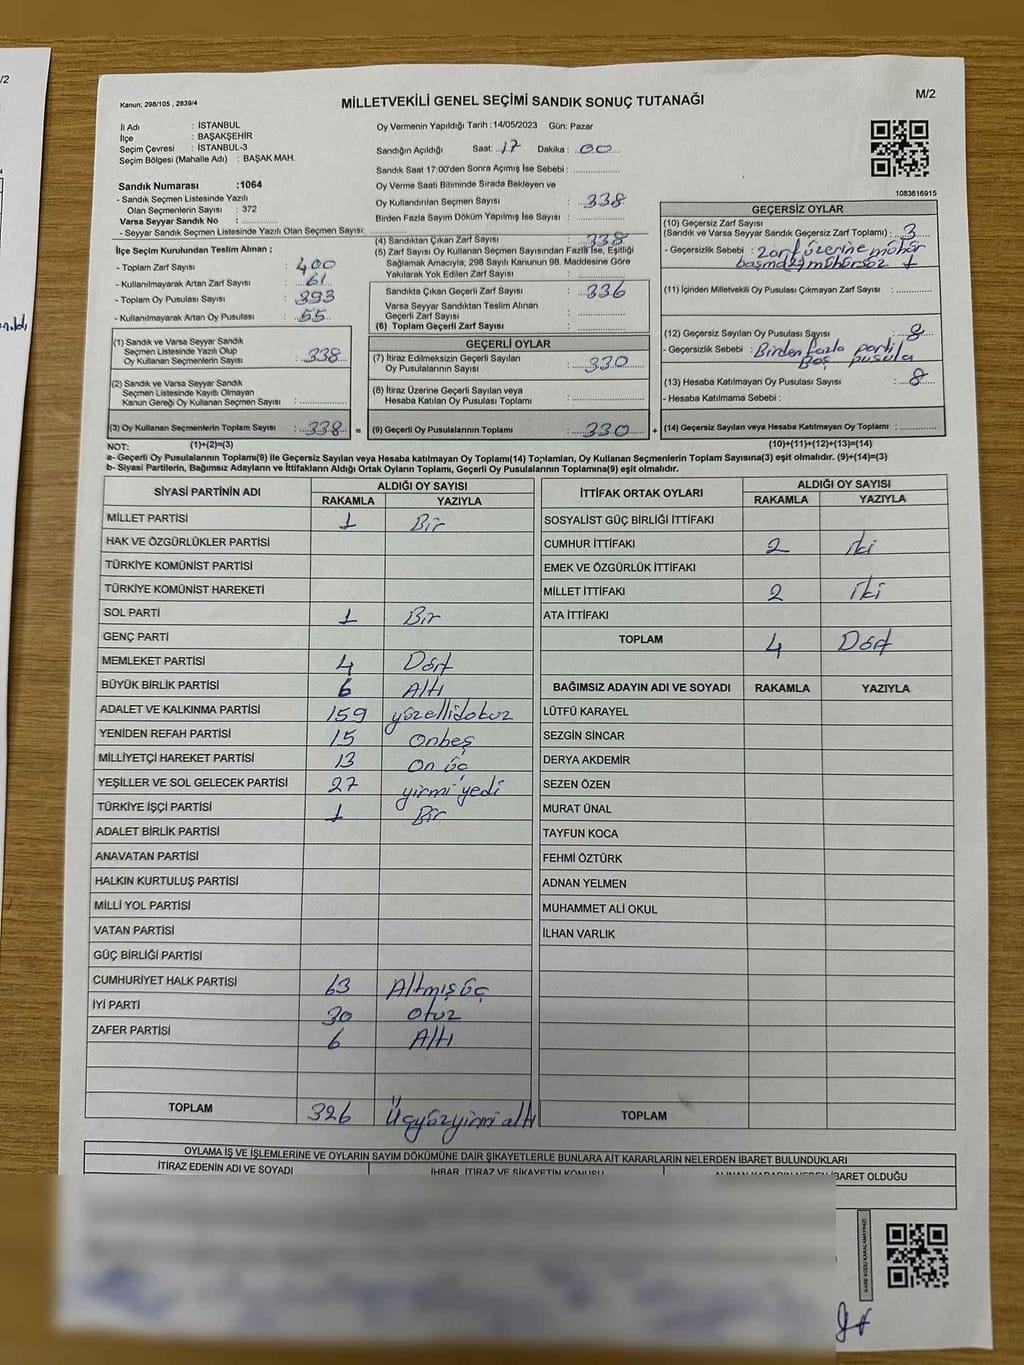 M/2
Kanun; 298/105 , 2839/4
MİLLETVEKİLİ GENEL SEÇİMİ SANDIK SONUÇ TUTANAĞI
İl Adı : İSTANBUL
İlçe : BAŞAKŞEHİR
Seçim Çevresi : İSTANBUL-3
Seçim Bölgesi (Mahalle Adı) : BAŞAK MAH.
Sandık Numarası :1064
- Sandık Seçmen Listesinde Yazılı
Olan Seçmenlerin Sayısı : 372
Varsa Seyyar Sandık No :
- Seyyar Sandık Seçmen Listesinde Yazılı Olan Seçmen Sayısı:
İlçe Seçim Kurulundan Teslim Alınan ;
- Toplam Zarf Sayısı : 400
- Kullanılmayarak Artan Zarf Sayısı : 61
- Toplam Oy Pusulası Sayısı : 393
- Kullanılmayarak Artan Oy Pusulası : 55
(1) Sandık ve Varsa Seyyar Sandık
Seçmen Listesinde Yazılı Olup
Oy Kullanan Seçmenlerin Sayısı : 338
(2) Sandık ve Varsa Seyyar Sandık
Seçmen Listesinde Kayıtlı Olmayan
Kanun Gereği Oy Kullanan Seçmen Sayısı :
(3) Oy Kullanan Seçmenlerin Toplam Sayısı : 338 =
Oy Vermenin Yapıldığı Tarih :14/05/2023 Gün: Pazar
Sandığın Açıldığı Saat: 17 Dakika : 00
Sandık Saat 17:00'den Sonra Açımış İse Sebebi :
Oy Verme Saati Bitiminde Sırada Bekleyen ve
Oy Kullandırılan Seçmen Sayısı : 338
Birden Fazla Sayım Döküm Yapılmış İse Sayısı :
(4) Sandıktan Çıkan Zarf Sayısı : 338
(5) Zarf Sayısı Oy Kullanan Seçmen Sayısından Fazla İse, Eşitliği
Sağlamak Amacıyla; 298 Sayılı Kanunun 98. Maddesine Göre
Yakılarak Yok Edilen Zarf Sayısı :
Sandıkta Çıkan Geçerli Zarf Sayısı : 336
Varsa Seyyar Sandıktan Teslim Alınan
Geçerli Zarf Sayısı :
(6) Toplam Geçerli Zarf Sayısı :
GEÇERLİ OYLAR
(7) İtiraz Edilmeksizin Geçerli Sayılan
Oy Pusulalarının Sayısı : 330
(8) İtiraz Üzerine Geçerli Sayılan veya
Hesaba Katılan Oy Pusulası Toplamı :
(9) Geçerli Oy Pusulalarının Toplamı : 330 +
1083616915
GEÇERSİZ OYLAR
(10) Geçersiz Zarf Sayısı
(Sandık ve Varsa Seyyar Sandık Geçersiz Zarf Toplamı) : 3
- Geçersizlik Sebebi : zarf üzerine mühür
(11) İçinden Milletvekili Oy Pusulası Çıkmayan Zarf Sayısı :
(12) Geçersiz Sayılan Oy Pusulası Sayısı : 8
- Geçersizlik Sebebi : Birden fazla parti,
Boş pusula
(13) Hesaba Katılmayan Oy Pusulası Sayısı : 8
- Hesaba Katılmama Sebebi :
(14) Geçersiz Sayılan veya Hesaba Katılmayan Oy Toplamı :
NOT: (1)+(2)=(3) (10)+(11)+(12)+(13)=(14)
a- Geçerli Oy Pusulaları Toplamı(9) ile Geçersiz Sayılan veya Hesaba Katılmayan Oy Toplamı(14) Toplamları, Oy Kullanan Seçmenlerin Toplam Sayısına(3) eşit olmalıdır. (9)+(14)=(3)
b- Siyasi Partilerin, Bağımsız Adayların ve İttifakların Aldığı Ortak Oyların Toplamı, Geçerli Oy Pusulalarının Toplamına(9) eşit olmalıdır.
SİYASİ PARTİNİN ADI ALDIĞI OY SAYISI
RAKAMLA YAZIYLA
MİLLET PARTİSİ 1 Bir
HAK VE ÖZGÜRLÜKLER PARTİSİ
TÜRKİYE KOMÜNİST PARTİSİ
TÜRKİYE KOMÜNİST HAREKETİ
SOL PARTİ 1 Bir
GENÇ PARTİ
MEMLEKET PARTİSİ 4 Dört
BÜYÜK BİRLİK PARTİSİ 6 Altı
ADALET VE KALKINMA PARTİSİ 159 yüzellidokuz
YENİDEN REFAH PARTİSİ 15 Onbeş
MİLLİYETÇİ HAREKET PARTİSİ 13 On üç
YEŞİLLER VE SOL GELECEK PARTİSİ 27 yirmi yedi
TÜRKİYE İŞÇİ PARTİSİ 1 Bir
ADALET BİRLİK PARTİSİ
ANAVATAN PARTİSİ
HALKIN KURTULUŞ PARTİSİ
MİLLİ YOL PARTİSİ
VATAN PARTİSİ
GÜÇ BİRLİĞİ PARTİSİ
CUMHURİYET HALK PARTİSİ 63 Altmışüç
İYİ PARTİ 30 otuz
ZAFER PARTİSİ 6 Altı
TOPLAM 326 Üçyüzyirmi altı
İTTİFAK ORTAK OYLARI ALDIĞI OY SAYISI
RAKAMLA YAZIYLA
SOSYALİST GÜÇ BİRLİĞİ İTTİFAKI
CUMHUR İTTİFAKI 2 iki
EMEK VE ÖZGÜRLÜK İTTİFAKI
MİLLET İTTİFAKI 2 iki
ATA İTTİFAKI
TOPLAM 4 Dört
BAĞIMSIZ ADAYIN ADI VE SOYADI RAKAMLA YAZIYLA
LÜTFÜ KARAYEL
SEZGİN SİNCAR
DERYA AKDEMİR
SEZEN ÖZEN
MURAT ÜNAL
TAYFUN KOCA
FEHMİ ÖZTÜRK
ADNAN YELMEN
MUHAMMET ALİ OKUL
İLHAN VARLIK
TOPLAM
OYLAMA İŞ VE İŞLEMLERİNE VE OYLARIN SAYIM DÖKÜMÜNE DAİR ŞİKAYETLERLE BUNLARA AİT KARARLARIN NELERDEN İBARET BULUNDUKLARI
İTİRAZ EDENİN ADI VE SOYADI İHBAR, İTİRAZ VE ŞİKAYETİN KONUSU ALINAN KARARIN NEDEN İBARET OLDUĞU
KARE KODU KARALAMAYINIZ!